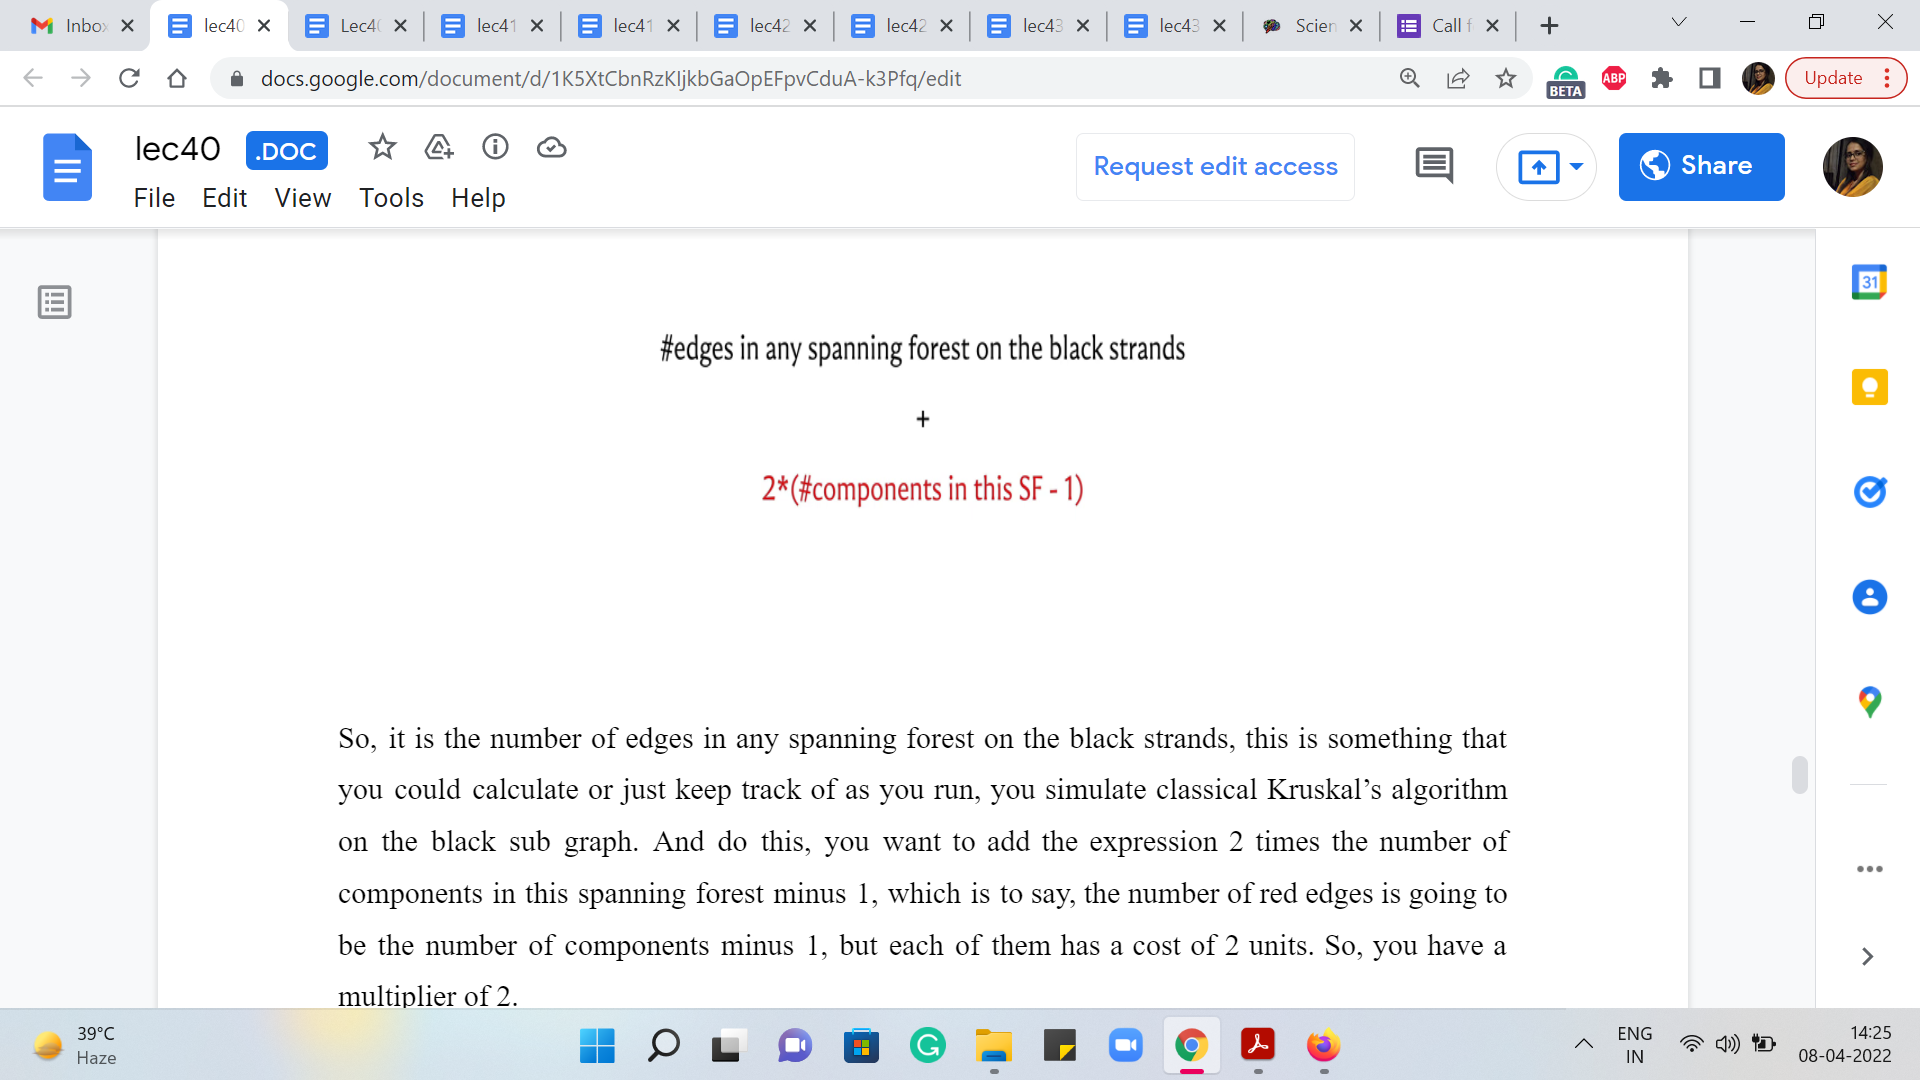 Inbox
lec40
Lec40
lec41
lec41
lec42
lec42
lec43
lec43
Scien
Call f
docs.google.com/document/d/1K5XtCbnRzKIjkbGaOpEFpvCduA-k3Pfq/edit
BETA
ABP
Update
lec40
.DOC
File Edit View Tools Help
Request edit access
Share
31
#edges in any spanning forest on the black strands
+
2*(#components in this SF - 1)
So, it is the number of edges in any spanning forest on the black strands, this is something that
you could calculate or just keep track of as you run, you simulate classical Kruskal’s algorithm
on the black sub graph. And do this, you want to add the expression 2 times the number of
components in this spanning forest minus 1, which is to say, the number of red edges is going to
be the number of components minus 1, but each of them has a cost of 2 units. So, you have a
multiplier of 2.
39°C
Haze
ENG
IN
14:25
08-04-2022